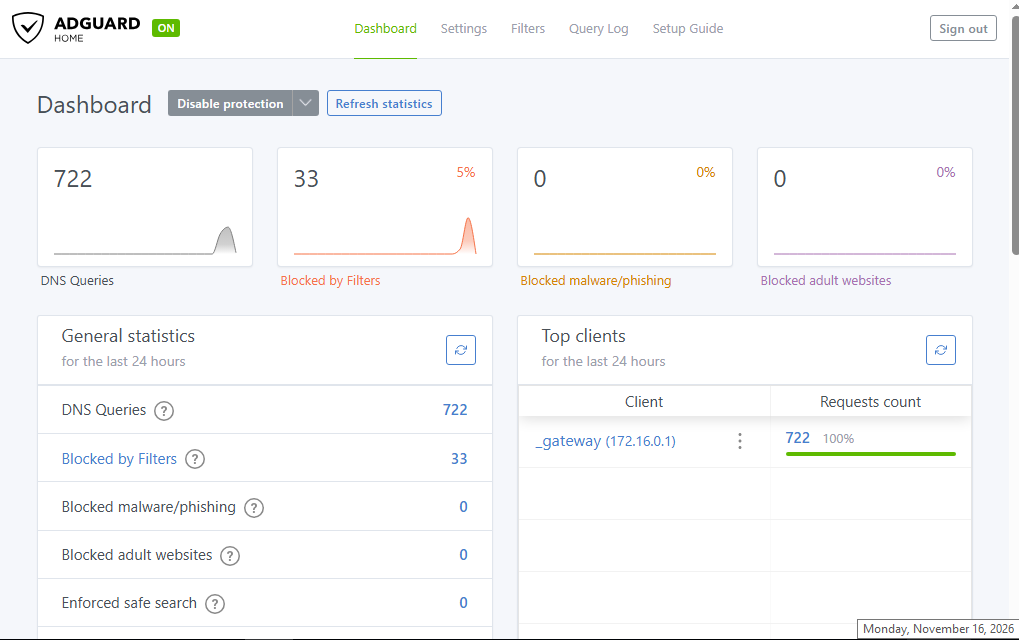 ADGUARD
HOME
ON
Dashboard
Settings
Filters
Query Log
Setup Guide
Sign out
Dashboard
Disable protection
Refresh statistics
722
DNS Queries
33
5%
Blocked by Filters
0
0%
Blocked malware/phishing
0
0%
Blocked adult websites
General statistics
for the last 24 hours
DNS Queries ?
722
Blocked by Filters ?
33
Blocked malware/phishing ?
0
Blocked adult websites ?
0
Enforced safe search ?
0
Top clients
for the last 24 hours
Client
Requests count
_gateway (172.16.0.1)
722 100%
Monday, November 16, 2026